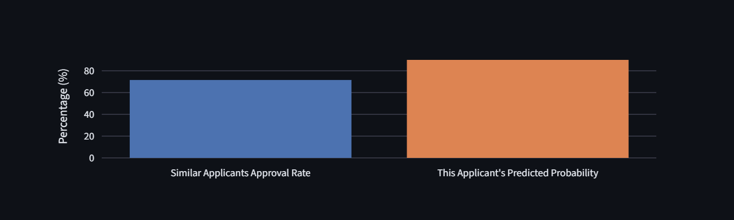 Percentage (%)
80
60
40
20
0
Similar Applicants Approval Rate
This Applicant's Predicted Probability